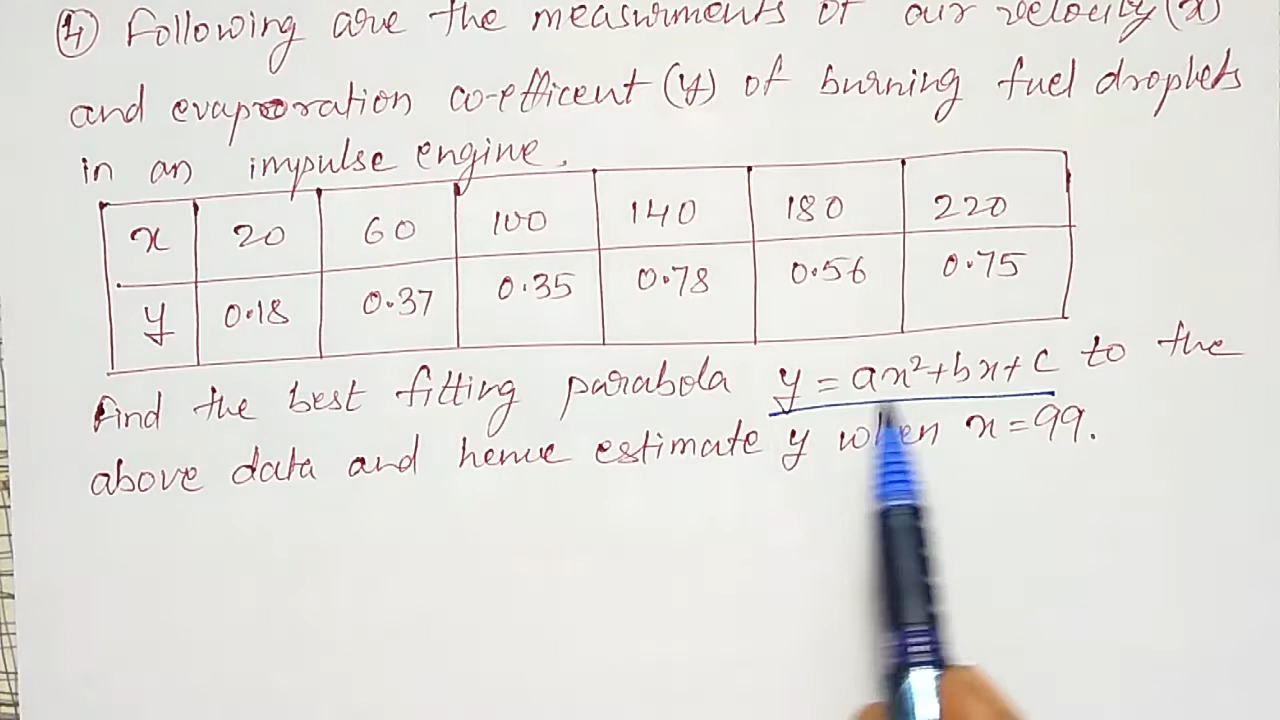 4 Following are the measurments of air velocity (x)
and evaporation co-efficent (y) of burning fuel droplets
in an impulse engine.
x 20 60 100 140 180 220
y 0.18 0.37 0.35 0.78 0.56 0.75
Find the best fitting parabola y = ax²+bx+c to the
above data and hence estimate y when x=99.